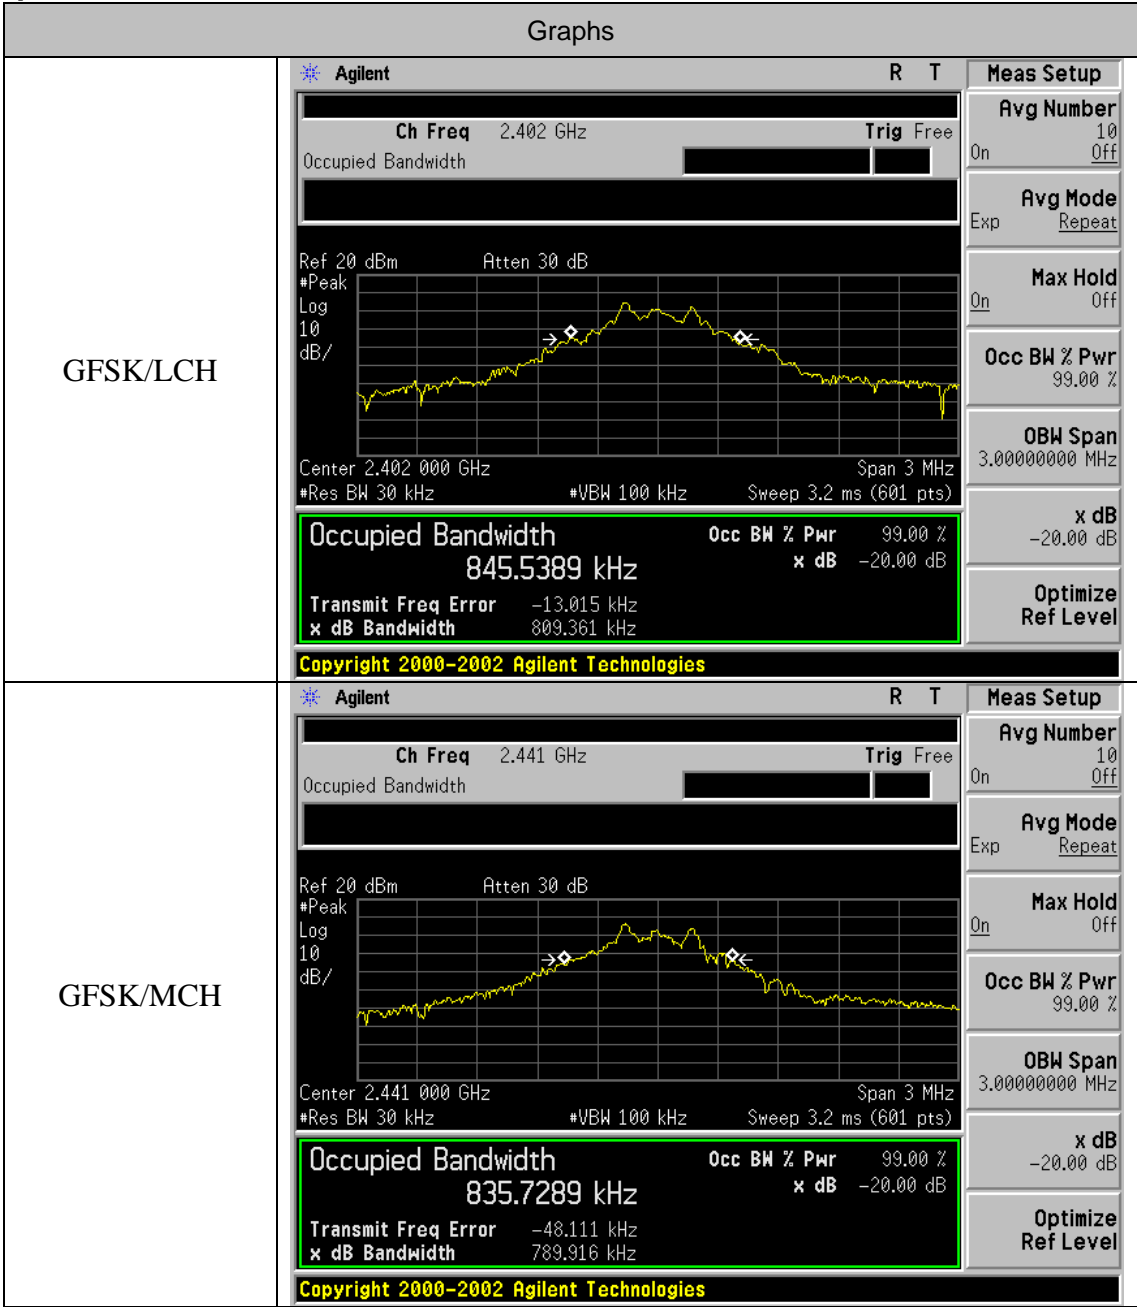 Graphs
GFSK/LCH
Agilent R T Meas Setup
Ch Freq 2.402 GHz Trig Free
Occupied Bandwidth
Avg Number
10
On Off
Avg Mode
Exp Repeat
Ref 20 dBm Atten 30 dB
#Peak
Log
10
dB/
Max Hold
On Off
Occ BW % Pwr
99.00 %
OBW Span
3.00000000 MHz
Center 2.402 000 GHz Span 3 MHz
#Res BW 30 kHz #VBW 100 kHz Sweep 3.2 ms (601 pts)
Occupied Bandwidth Occ BW % Pwr 99.00 %
845.5389 kHz x dB -20.00 dB
Transmit Freq Error -13.015 kHz
x dB Bandwidth 809.361 kHz
x dB
-20.00 dB
Optimize
Ref Level
Copyright 2000-2002 Agilent Technologies
GFSK/MCH
Agilent R T Meas Setup
Ch Freq 2.441 GHz Trig Free
Occupied Bandwidth
Avg Number
10
On Off
Avg Mode
Exp Repeat
Ref 20 dBm Atten 30 dB
#Peak
Log
10
dB/
Max Hold
On Off
Occ BW % Pwr
99.00 %
OBW Span
3.00000000 MHz
Center 2.441 000 GHz Span 3 MHz
#Res BW 30 kHz #VBW 100 kHz Sweep 3.2 ms (601 pts)
Occupied Bandwidth Occ BW % Pwr 99.00 %
835.7289 kHz x dB -20.00 dB
Transmit Freq Error -48.111 kHz
x dB Bandwidth 789.916 kHz
x dB
-20.00 dB
Optimize
Ref Level
Copyright 2000-2002 Agilent Technologies